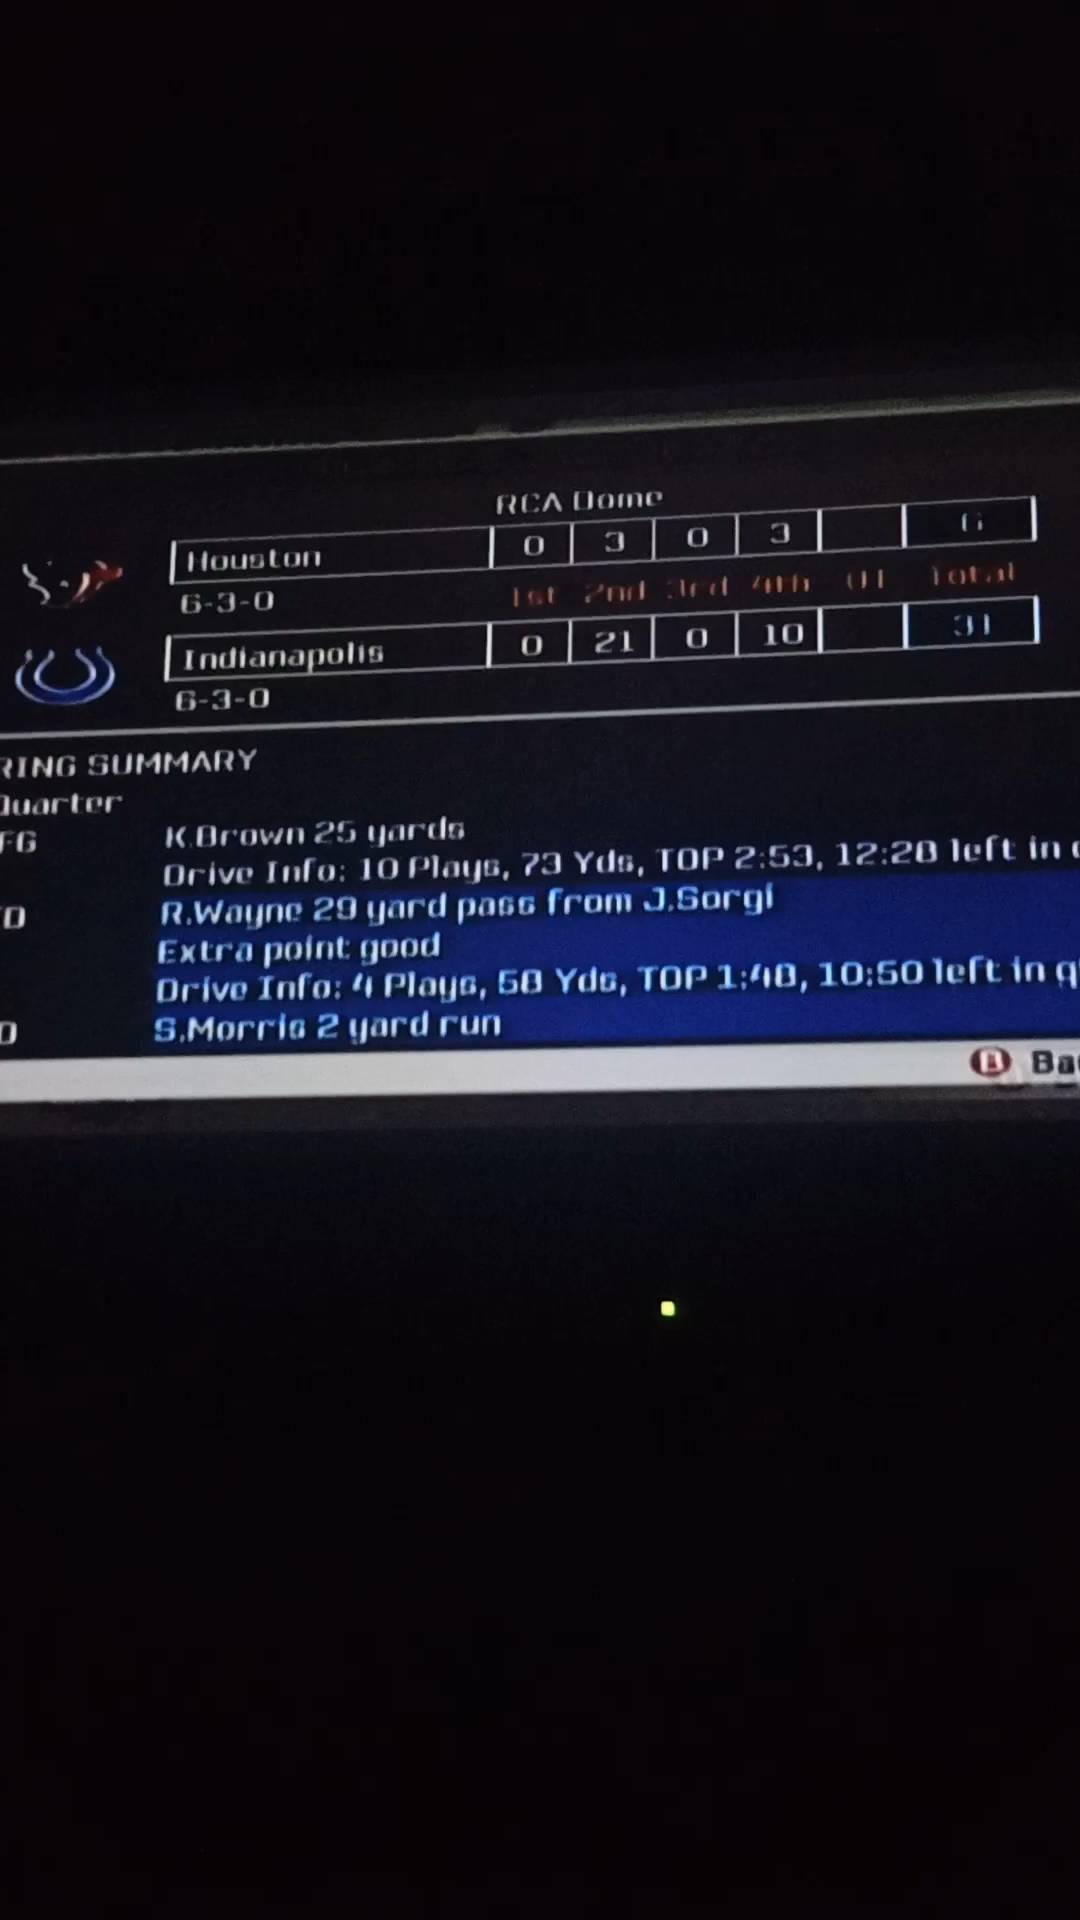 RCA Dome
Houston 0 3 0 3 6
6-3-0 1st 2nd 3rd 4th OT Total
Indianapolis 0 21 0 10 31
6-3-0
RING SUMMARY
Quarter
FG K.Brown 25 yards
Drive Info: 10 Plays, 73 Yds, TOP 2:53, 12:28 left in
TD R.Wayne 29 yard pass from J.Sorgi
Extra point good
Drive Info: 4 Plays, 58 Yds, TOP 1:48, 10:50 left in q
D S.Morris 2 yard run
B Ba